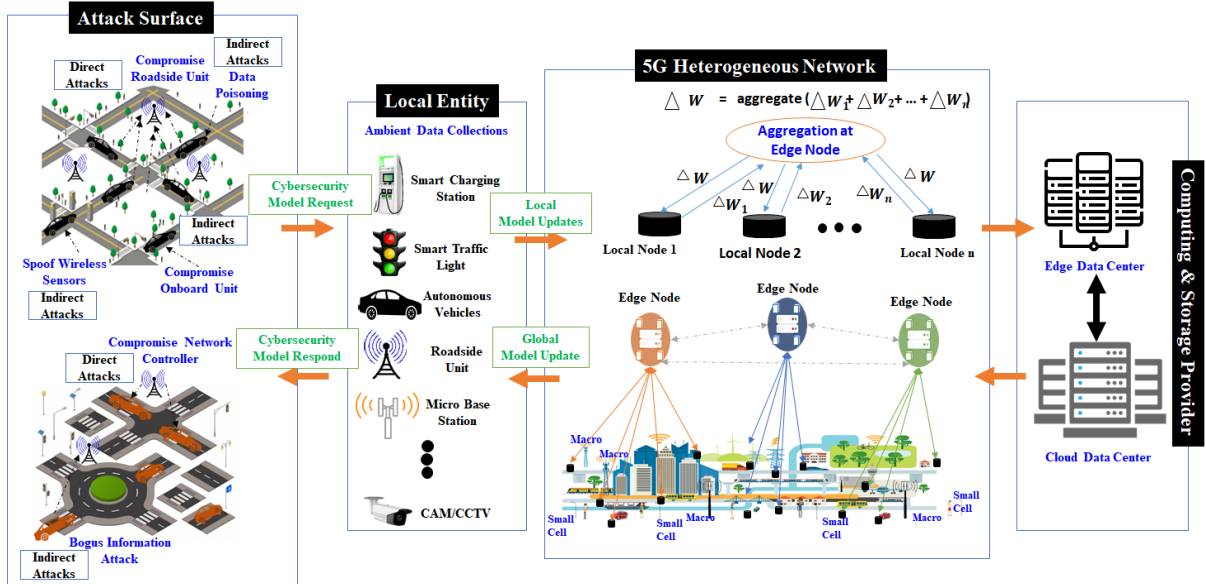 Attack Surface
Indirect
Attacks
Compromise
Roadside Unit
Direct
Attacks
Data
Poisoning
Indirect
Attacks
Spoof Wireless
Sensors
Compromise
Onboard Unit
Indirect
Attacks
Compromise Network
Controller
Direct
Attacks
Bogus Information
Attack
Indirect
Attacks
Cybersecurity
Model Request
Cybersecurity
Model Respond
Local Entity
Ambient Data Collections
Smart Charging
Station
Smart Traffic
Light
Autonomous
Vehicles
Roadside
Unit
Micro Base
Station
CAM/CCTV
Local
Model Updates
Global
Model Update
5G Heterogeneous Network
△ W = aggregate (△W1+ △W2+ ... + △Wn)
Aggregation at
Edge Node
△ W
△W1
△ W
△W2
△Wn
△ W
Local Node 1
Local Node 2
Local Node n
Edge Node
Edge Node
Edge Node
Macro
Macro
Small
Cell
Small
Cell
Macro
Small
Cell
Macro
Small
Cell
Edge Data Center
Cloud Data Center
Computing & Storage Provider